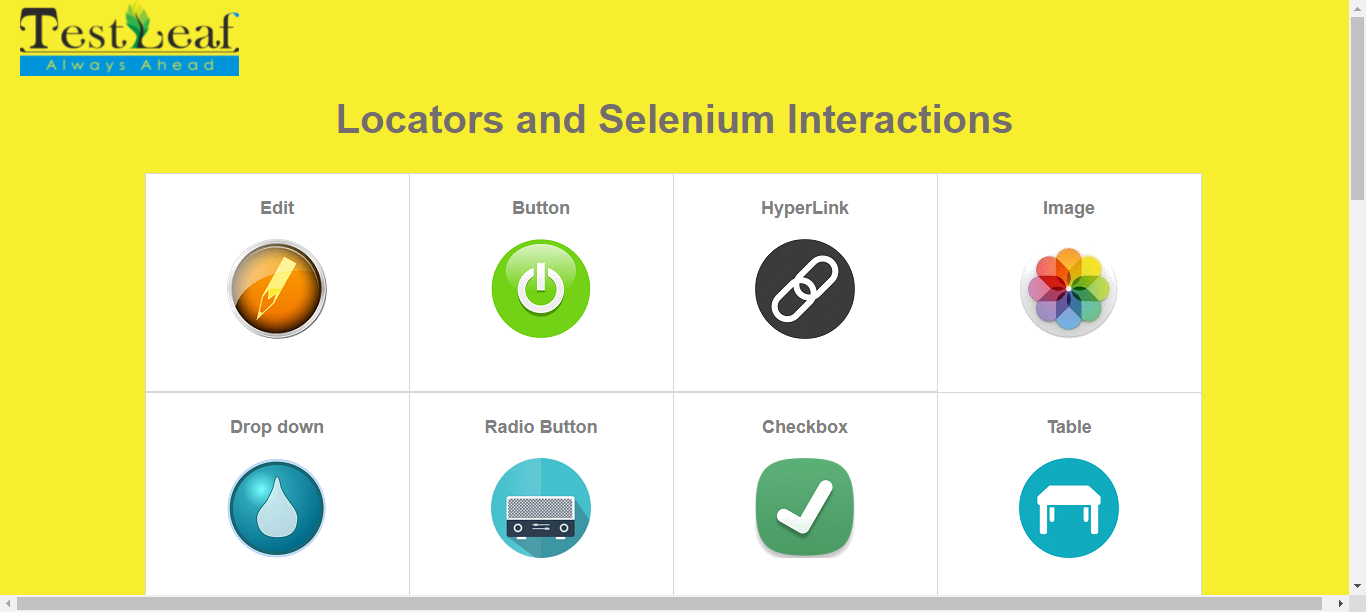 TestLeaf
Always Ahead
Locators and Selenium Interactions
Edit
Button
HyperLink
Image
Drop down
Radio Button
Checkbox
Table